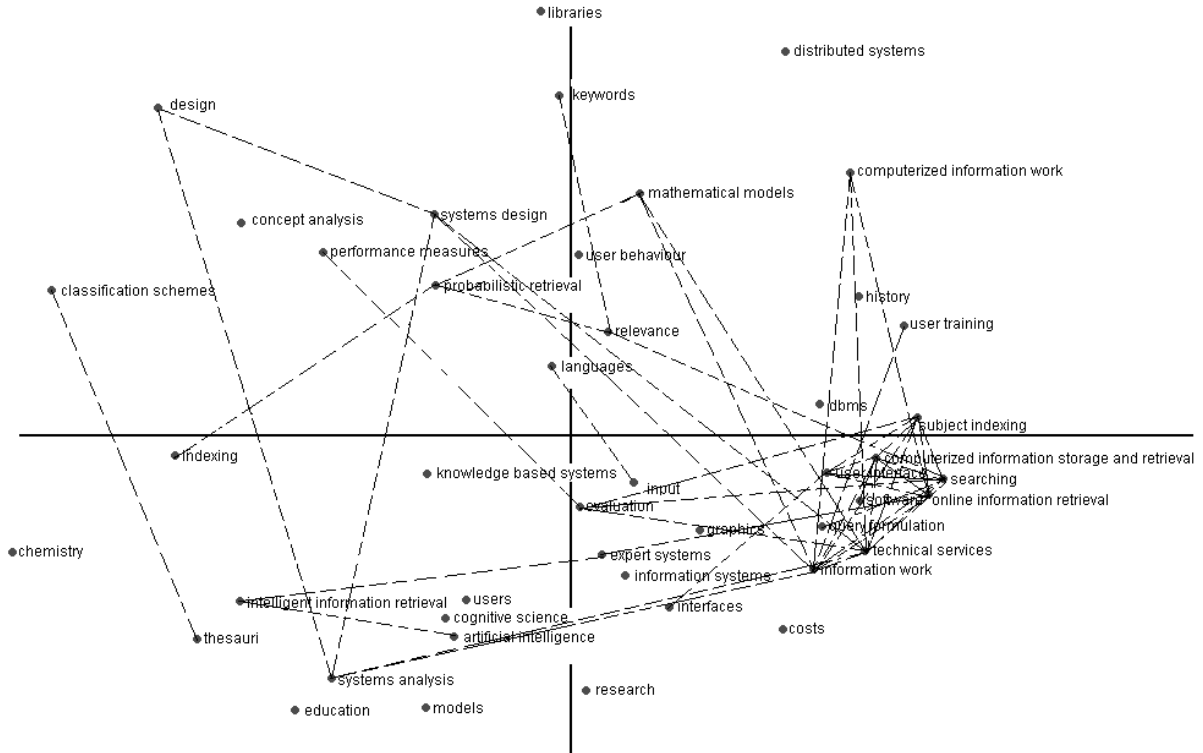 libraries
distributed systems
keywords
design
computerized information work
mathematical models
systems design
concept analysis
performance measures
user behaviour
probabilistic retrieval
classification schemes
history
user training
relevance
languages
dbms
subject indexing
indexing
computerized information storage and retrieval
knowledge based systems
user interface
searching
input
software
online information retrieval
evaluation
graphics
query formulation
chemistry
expert systems
technical services
information systems
information work
intelligent information retrieval
users
interfaces
cognitive science
costs
thesauri
artificial intelligence
systems analysis
research
education
models